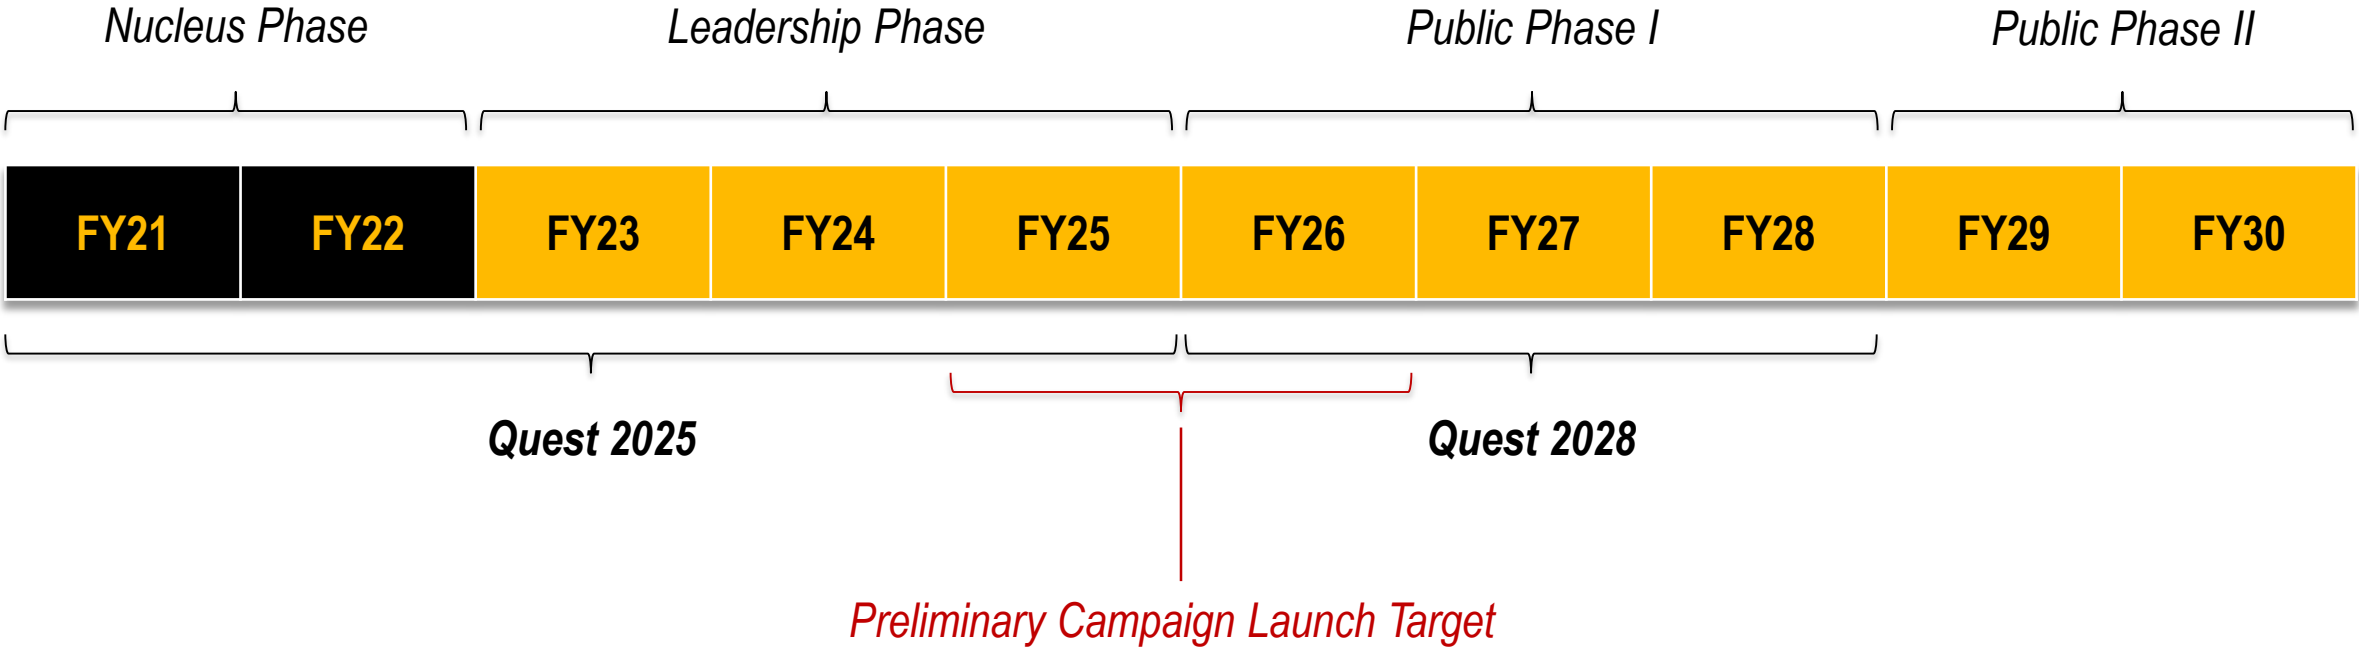 Nucleus Phase
Leadership Phase
Public Phase I
Public Phase II
FY21
FY22
FY23
FY24
FY25
FY26
FY27
FY28
FY29
FY30
Quest 2025
Quest 2028
Preliminary Campaign Launch Target